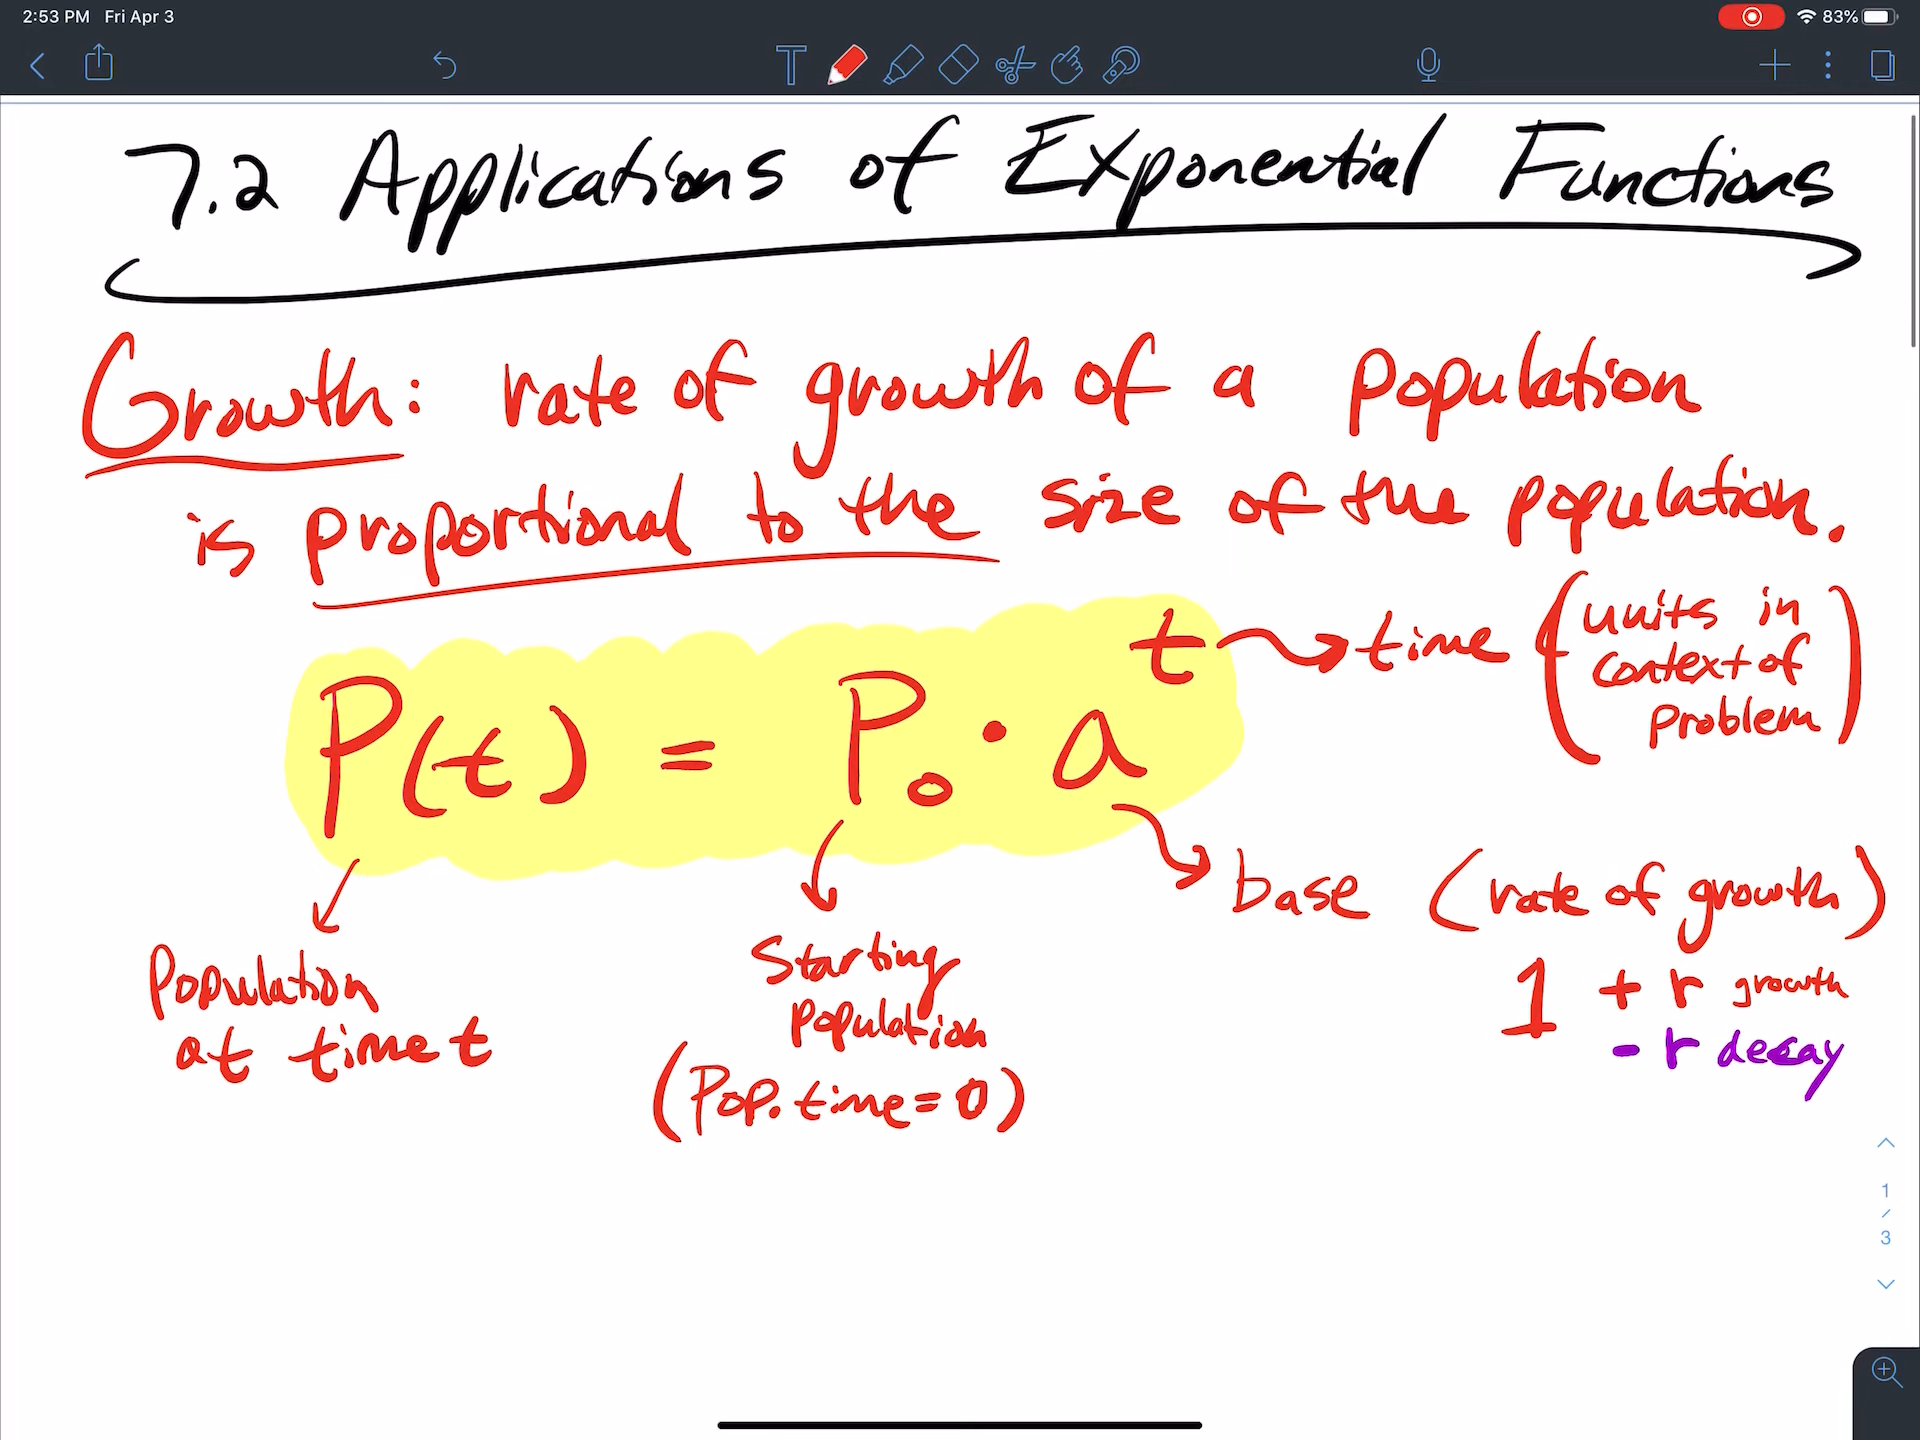 2:53 PM Fri Apr 3
83%
T
7.2 Applications of Exponential Functions
Growth: rate of growth of a population
is proportional to the size of the population.
P(t) = P₀ · aᵗ
time (units in
context of
problem)
base (rate of growth)
1 + r growth
- r decay
Population
at time t
Starting
population
(Pop. time = 0)
1
/
3